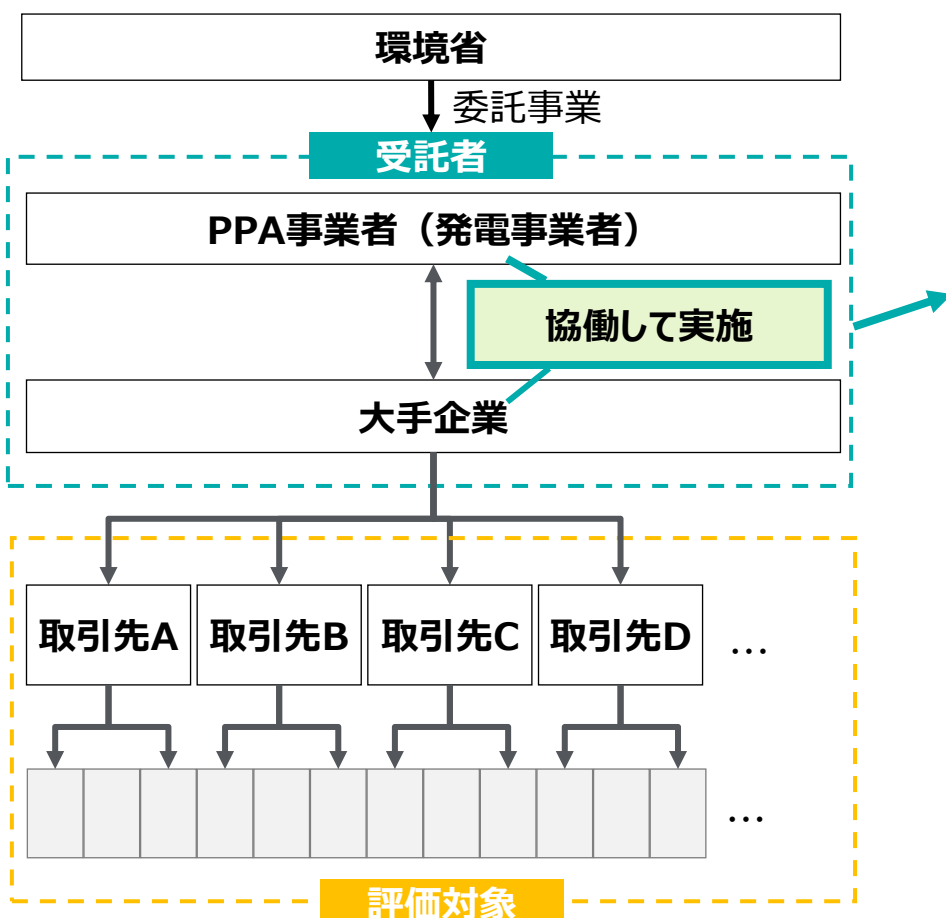 環境省
委託事業
受託者
PPA事業者（発電事業者）
協働して実施
大手企業
取引先A 取引先B 取引先C 取引先D …
…
評価対象